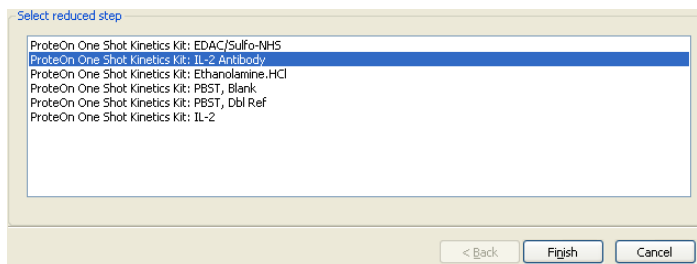 Select reduced step
ProteOn One Shot Kinetics Kit: EDAC/Sulfo-NHS
ProteOn One Shot Kinetics Kit: IL-2 Antibody
ProteOn One Shot Kinetics Kit: Ethanolamine.HCl
ProteOn One Shot Kinetics Kit: PBST, Blank
ProteOn One Shot Kinetics Kit: PBST, Dbl Ref
ProteOn One Shot Kinetics Kit: IL-2
< Back Finish Cancel